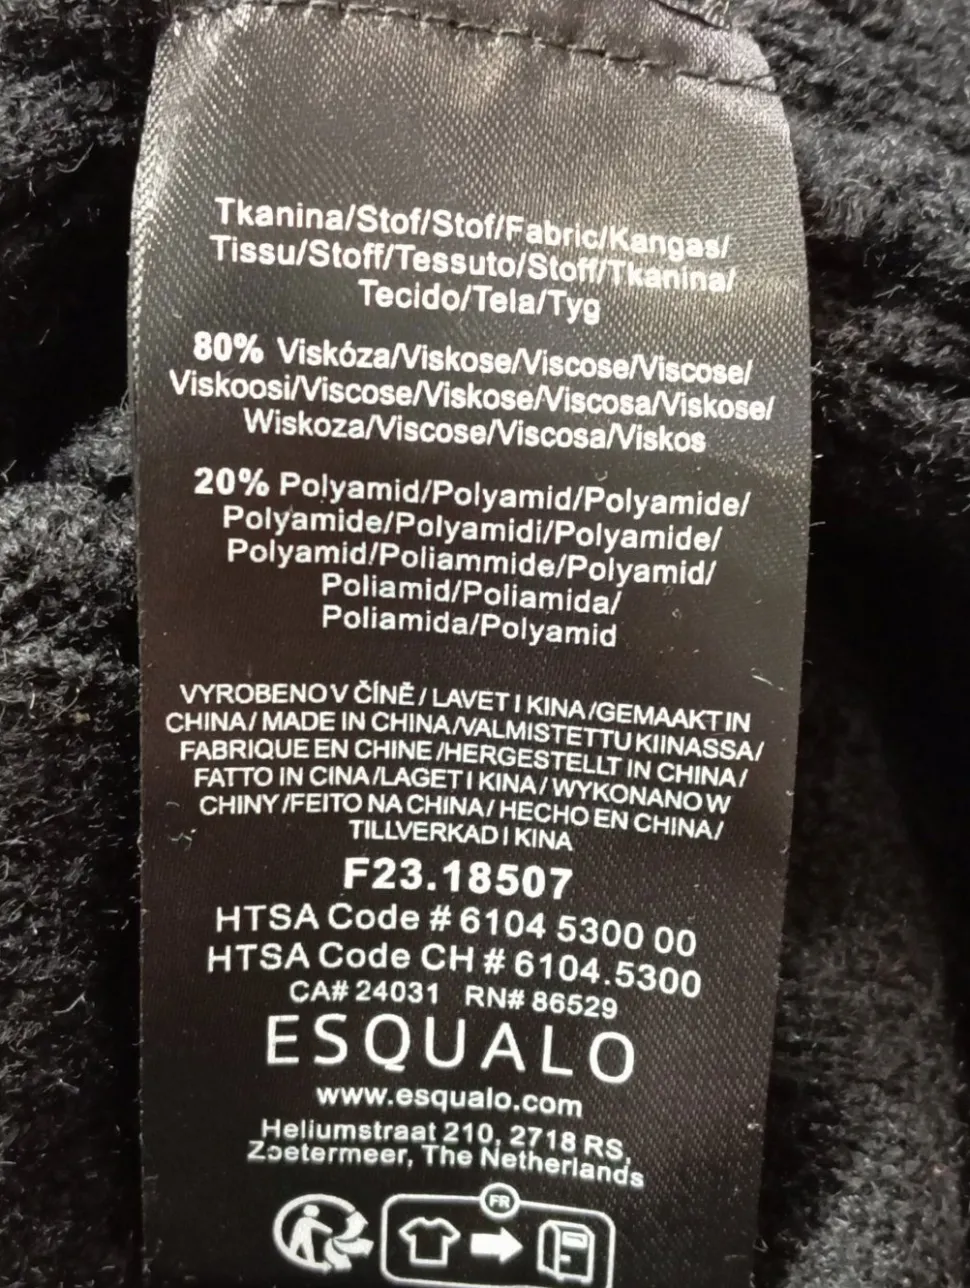 Tkanina/Stof/Stof/Fabric/Kangas/
Tissu/Stoff/Tessuto/Stoff/Tkanina/
Tecido/Tela/Tyg
80% Viskóza/Viskose/Viscose/Viscose/
Viskoosi/Viscose/Viskose/Viscosa/Viskose/
Wiskoza/Viscose/Viscosa/Viskos
20% Polyamid/Polyamid/Polyamide/
Polyamide/Polyamidi/Polyamide/
Polyamid/Poliammide/Polyamid/
Poliamid/Poliamida/
Poliamida/Polyamid
VYROBENO V ČÍNĚ / LAVET I KINA /GEMAAKT IN
CHINA/ MADE IN CHINA/VALMISTETTU KIINASSA/
FABRIQUE EN CHINE /HERGESTELLT IN CHINA/
FATTO IN CINA /LAGET I KINA/ WYKONANO W
CHINY /FEITO NA CHINA/ HECHO EN CHINA/
TILLVERKAD I KINA
F23.18507
HTSA Code # 6104 5300 00
HTSA Code CH # 6104.5300
CA# 24031 RN# 86529
ESQUALO
www.esqualo.com
Heliumstraat 210, 2718 RS,
Zoetermeer, The Netherlands
FR